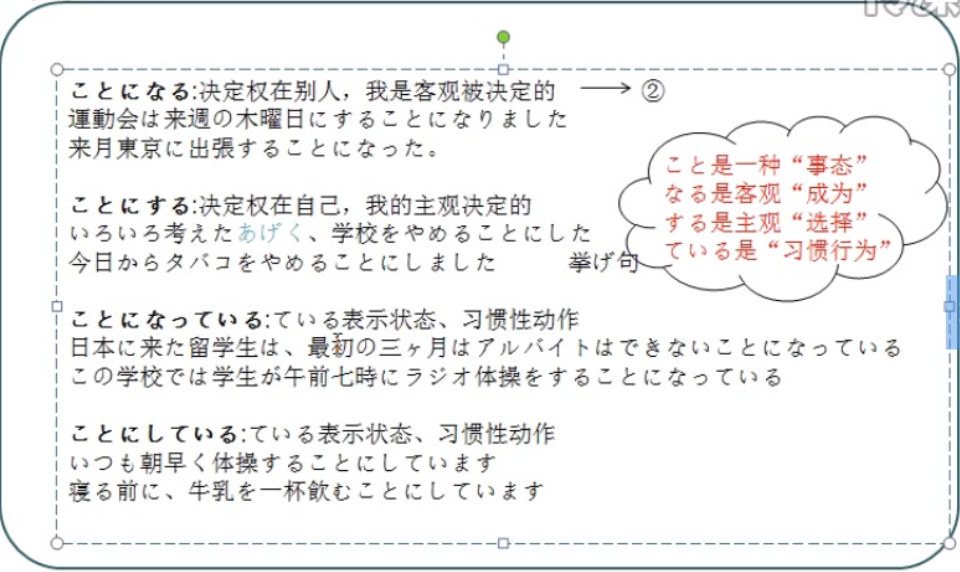 ことになる:决定权在别人，我是客观被决定的 ⟶ ②
運動会は来週の木曜日にすることになりました
来月東京に出張することになった。
こと是一种“事态”
なる是客观“成为”
する是主观“选择”
ている是“习惯行为”
ことにする:决定权在自己，我的主观决定的
いろいろ考えたあげく、学校をやめることにした
今日からタバコをやめることにしました 挙げ句
ことになっている:ている表示状态、习惯性动作
日本に来た留学生は、最初の三ヶ月はアルバイトはできないことになっている
この学校では学生が午前七時にラジオ体操をすることになっている
ことにしている:ている表示状态、习惯性动作
いつも朝早く体操することにしています
寝る前に、牛乳を一杯飲むことにしています